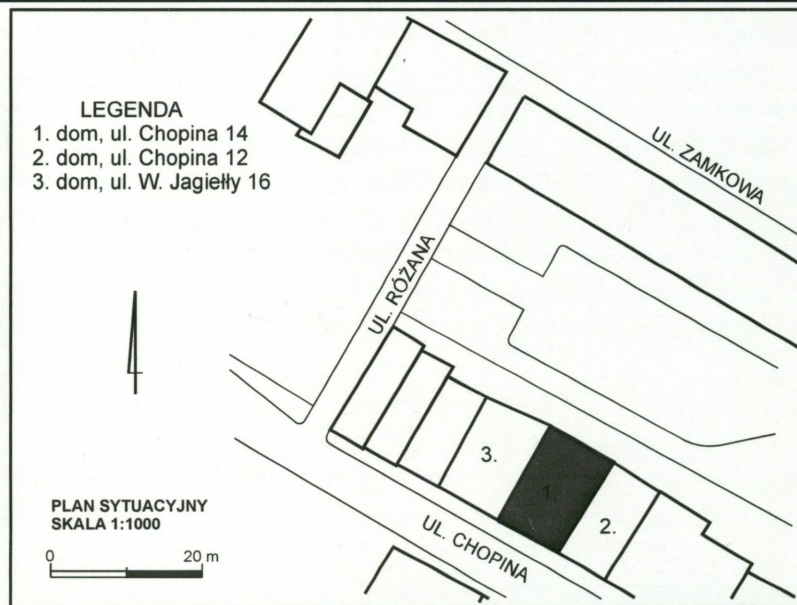 LEGENDA
1. dom, ul. Chopina 14
2. dom, ul. Chopina 12
3. dom, ul. W. Jagiełły 16
UL. ZAMKOWA
UL. RÓŻANA
3.
1.
2.
UL. CHOPINA
PLAN SYTUACYJNY
SKALA 1:1000
0 20 m